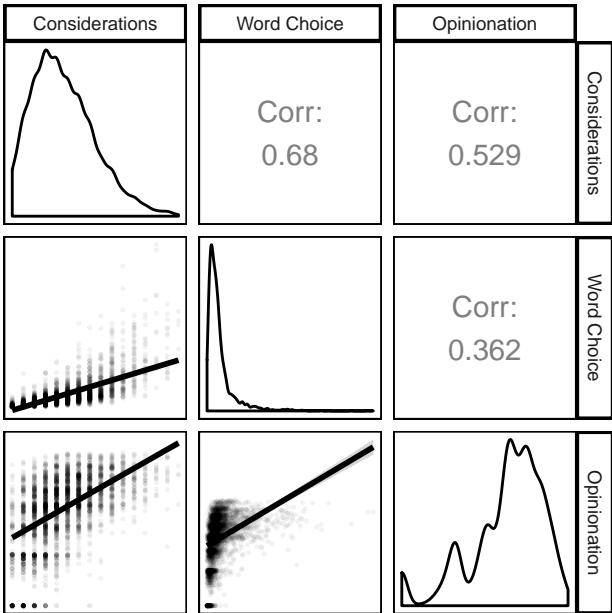 Considerations
Word Choice
Opinionation
Corr:
0.68
Corr:
0.529
Considerations
Corr:
0.362
Word Choice
Opinionation